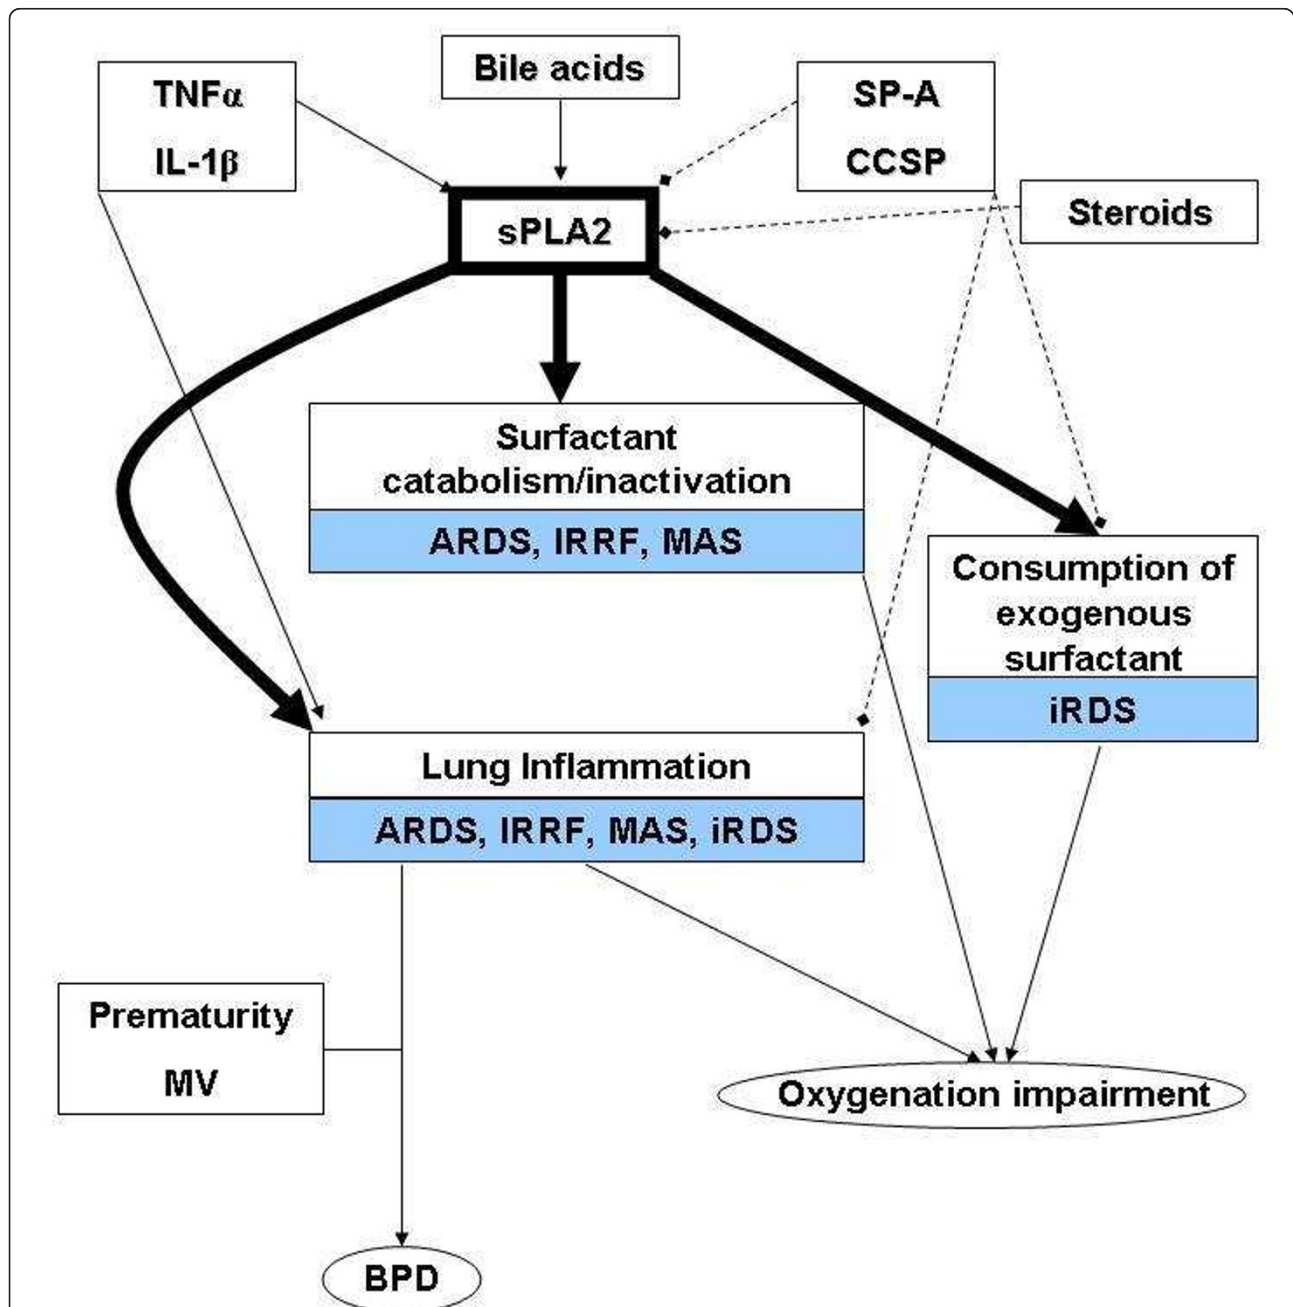 Bile acids
TNFα
IL-1β
SP-A
CCSP
Steroids
sPLA2
Surfactant
catabolism/inactivation
ARDS, IRRF, MAS
Consumption of
exogenous
surfactant
iRDS
Lung Inflammation
ARDS, IRRF, MAS, iRDS
Prematurity
MV
Oxygenation impairment
BPD